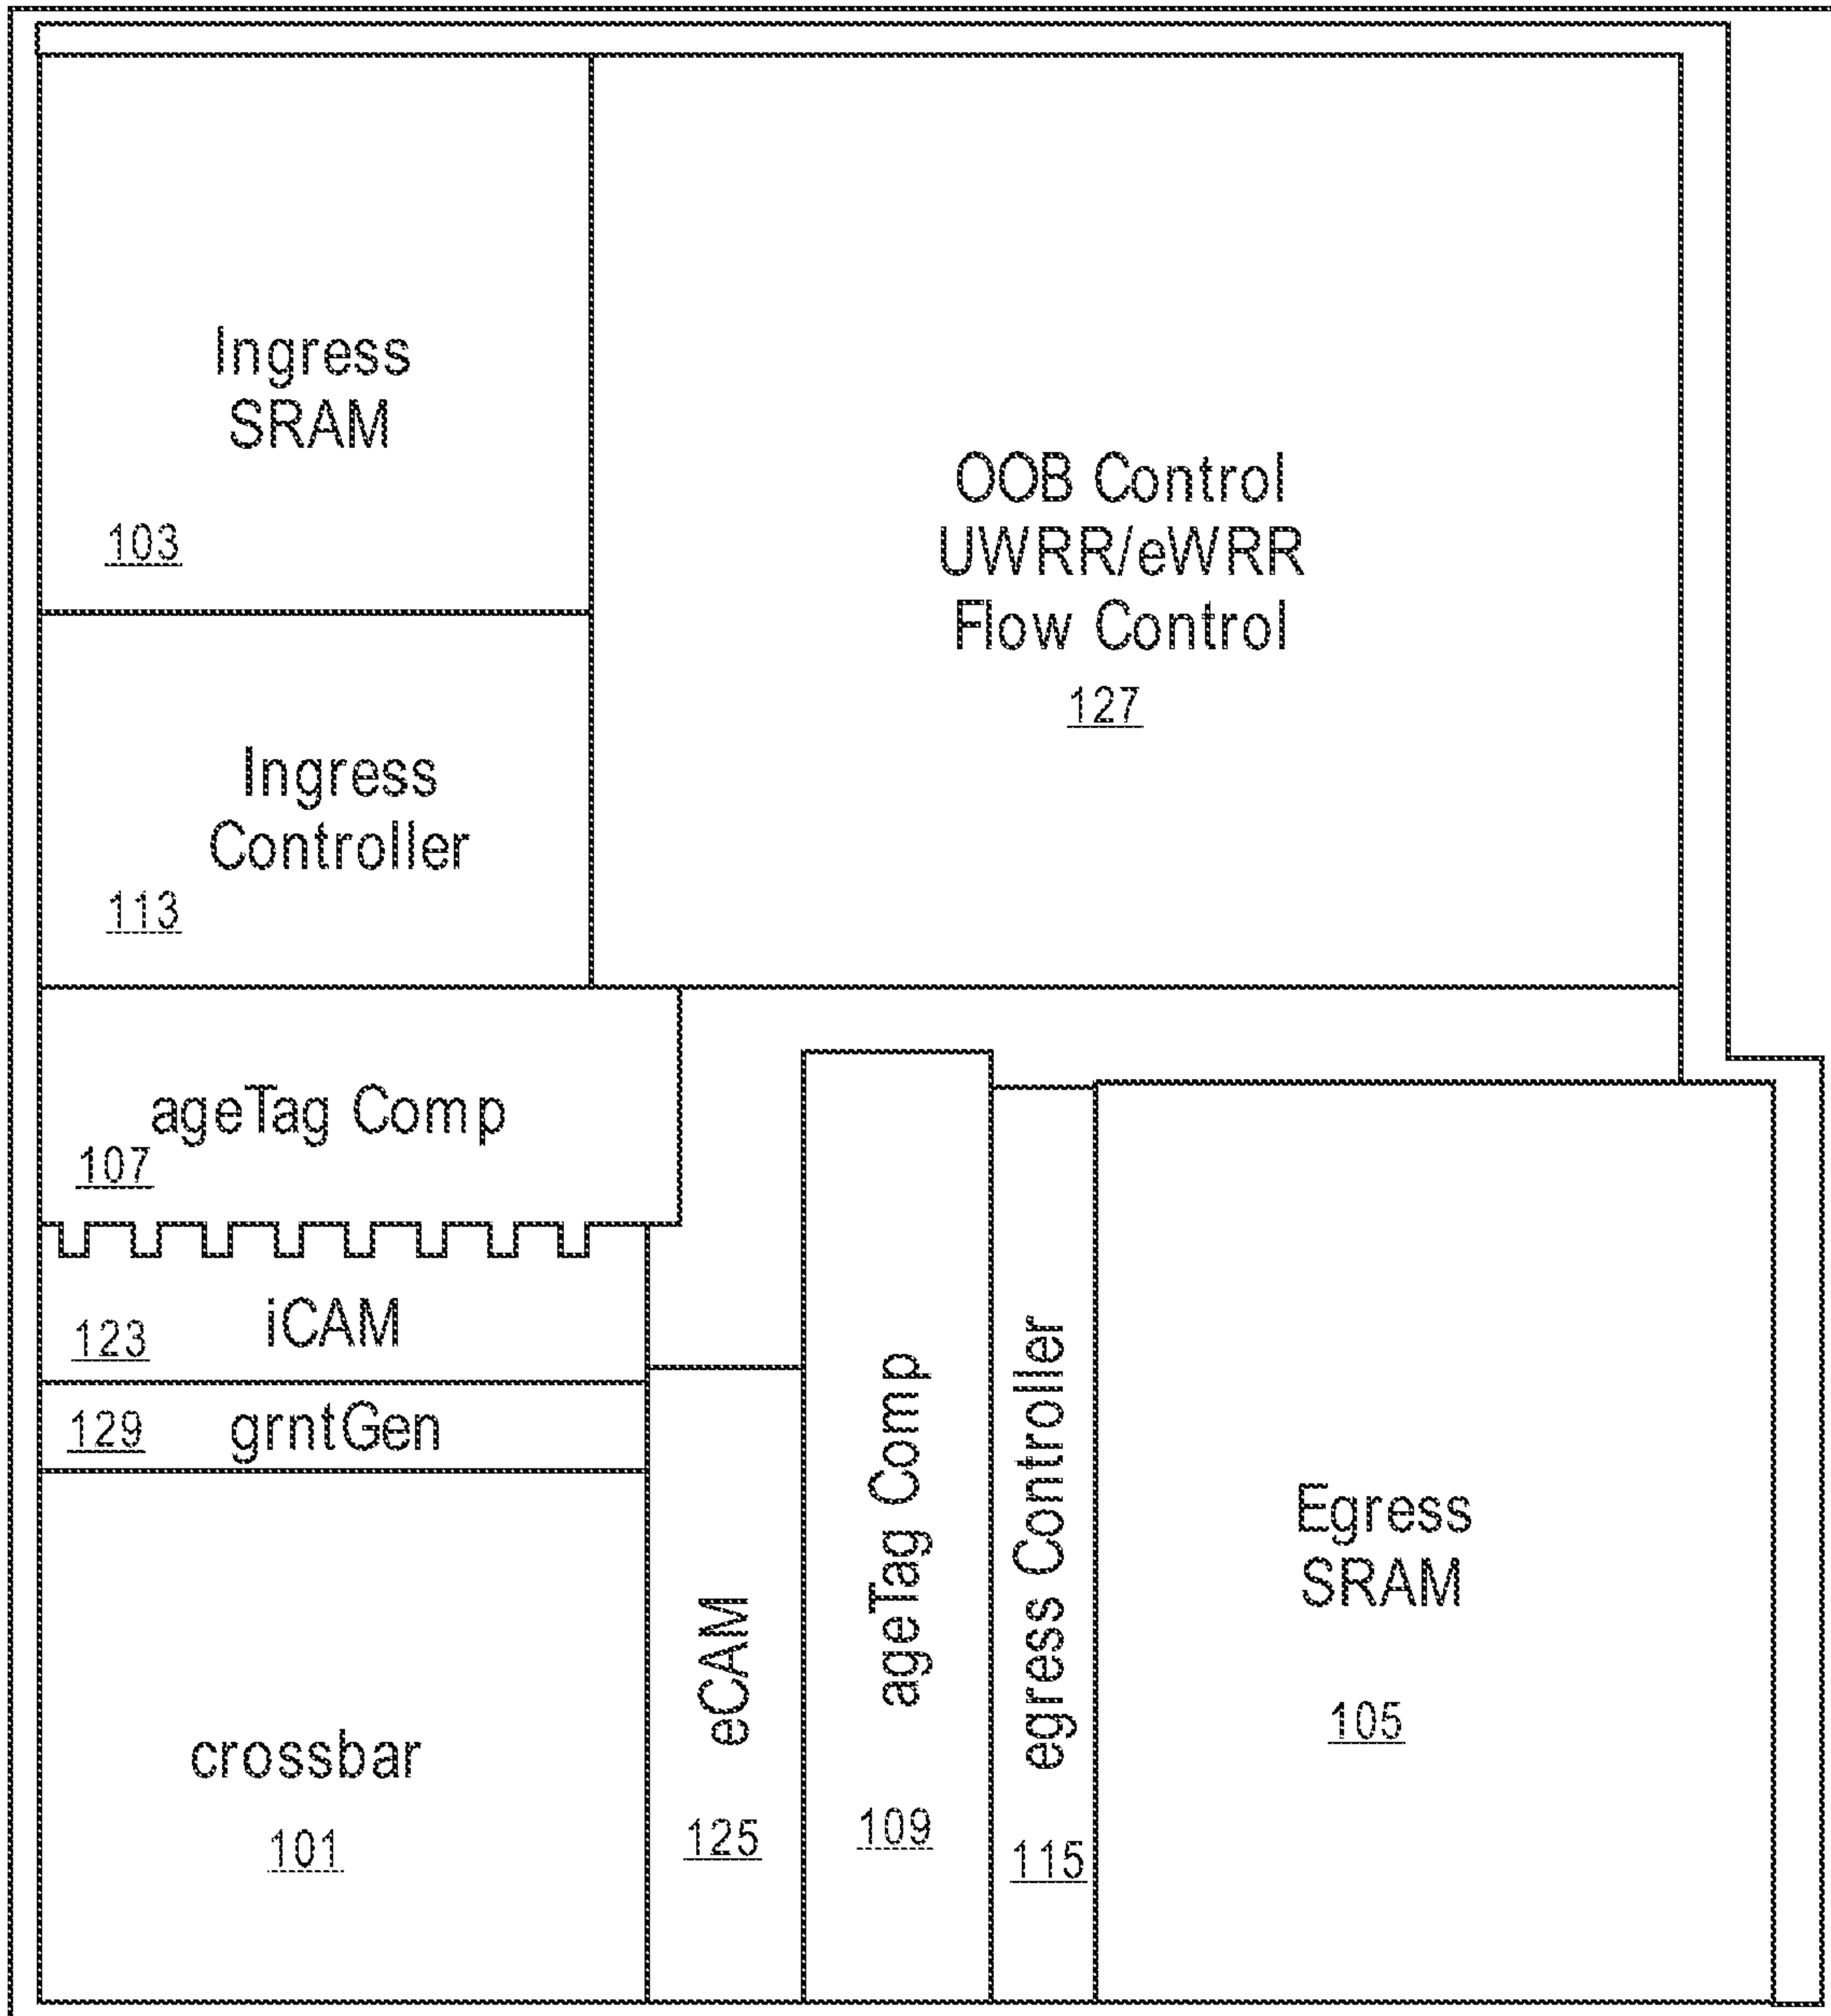 Ingress
SRAM
103
OOB Control
UWRR/eWRR
Flow Control
127
Ingress
Controller
113
ageTag Comp
107
iCAM
123
129 grntGen
crossbar
101
eCAM
125
ageTag Comp
109
egress Controller
115
Egress
SRAM
105